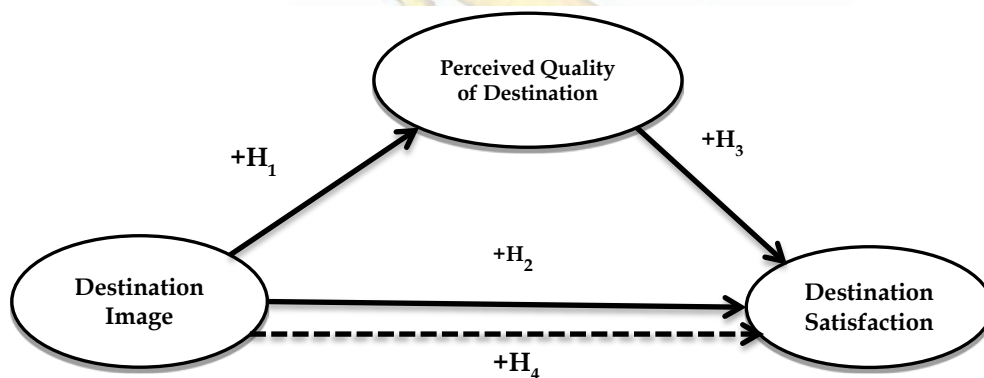 Perceived Quality
of Destination
+H₁
+H₃
+H₂
Destination
Image
Destination
Satisfaction
+H₄